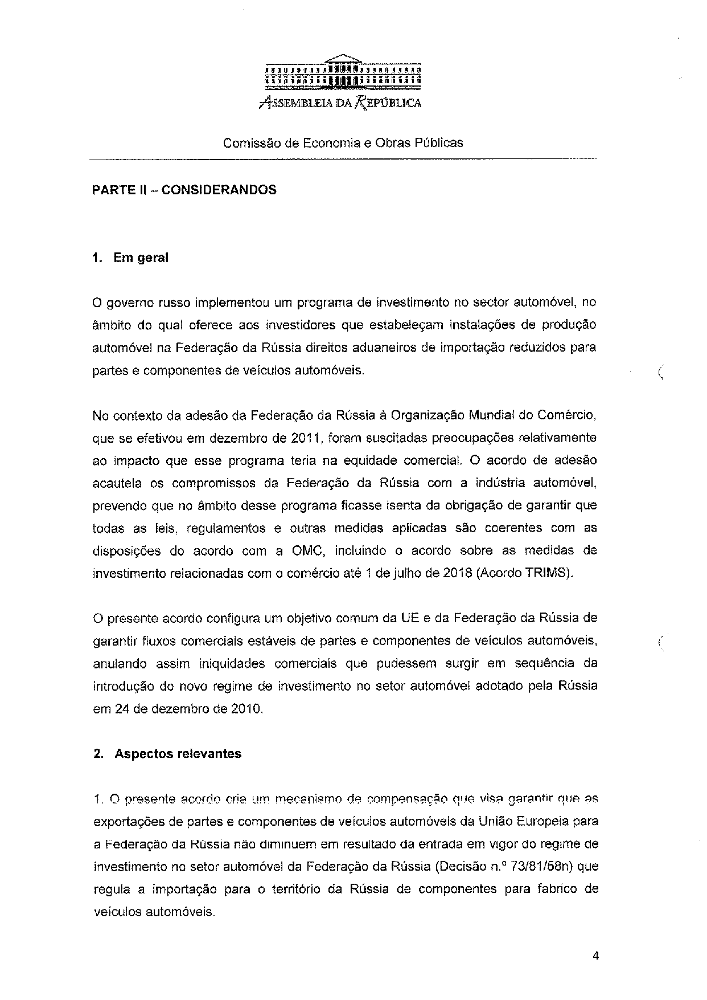 ASSEMBLEIA DA REPÚBLICA
Comissão de Economia e Obras Públicas
PARTE II – CONSIDERANDOS
1. Em geral
O governo russo implementou um programa de investimento no sector automóvel, no
âmbito do qual oferece aos investidores que estabeleçam instalações de produção
automóvel na Federação da Rússia direitos aduaneiros de importação reduzidos para
partes e componentes de veículos automóveis.
No contexto da adesão da Federação da Rússia à Organização Mundial do Comércio,
que se efetivou em dezembro de 2011, foram suscitadas preocupações relativamente
ao impacto que esse programa teria na equidade comercial. O acordo de adesão
acautela os compromissos da Federação da Rússia com a indústria automóvel,
prevendo que no âmbito desse programa ficasse isenta da obrigação de garantir que
todas as leis, regulamentos e outras medidas aplicadas são coerentes com as
disposições do acordo com a OMC, incluindo o acordo sobre as medidas de
investimento relacionadas com o comércio até 1 de julho de 2018 (Acordo TRIMS).
O presente acordo configura um objetivo comum da UE e da Federação da Rússia de
garantir fluxos comerciais estáveis de partes e componentes de veículos automóveis,
anulando assim iniquidades comerciais que pudessem surgir em sequência da
introdução do novo regime de investimento no setor automóvel adotado pela Rússia
em 24 de dezembro de 2010.
2. Aspectos relevantes
1. O presente acordo cria um mecanismo de compensação que visa garantir que as
exportações de partes e componentes de veículos automóveis da União Europeia para
a Federação da Rússia não diminuem em resultado da entrada em vigor do regime de
investimento no setor automóvel da Federação da Rússia (Decisão n.º 73/81/58n) que
regula a importação para o território da Rússia de componentes para fabrico de
veículos automóveis.
4